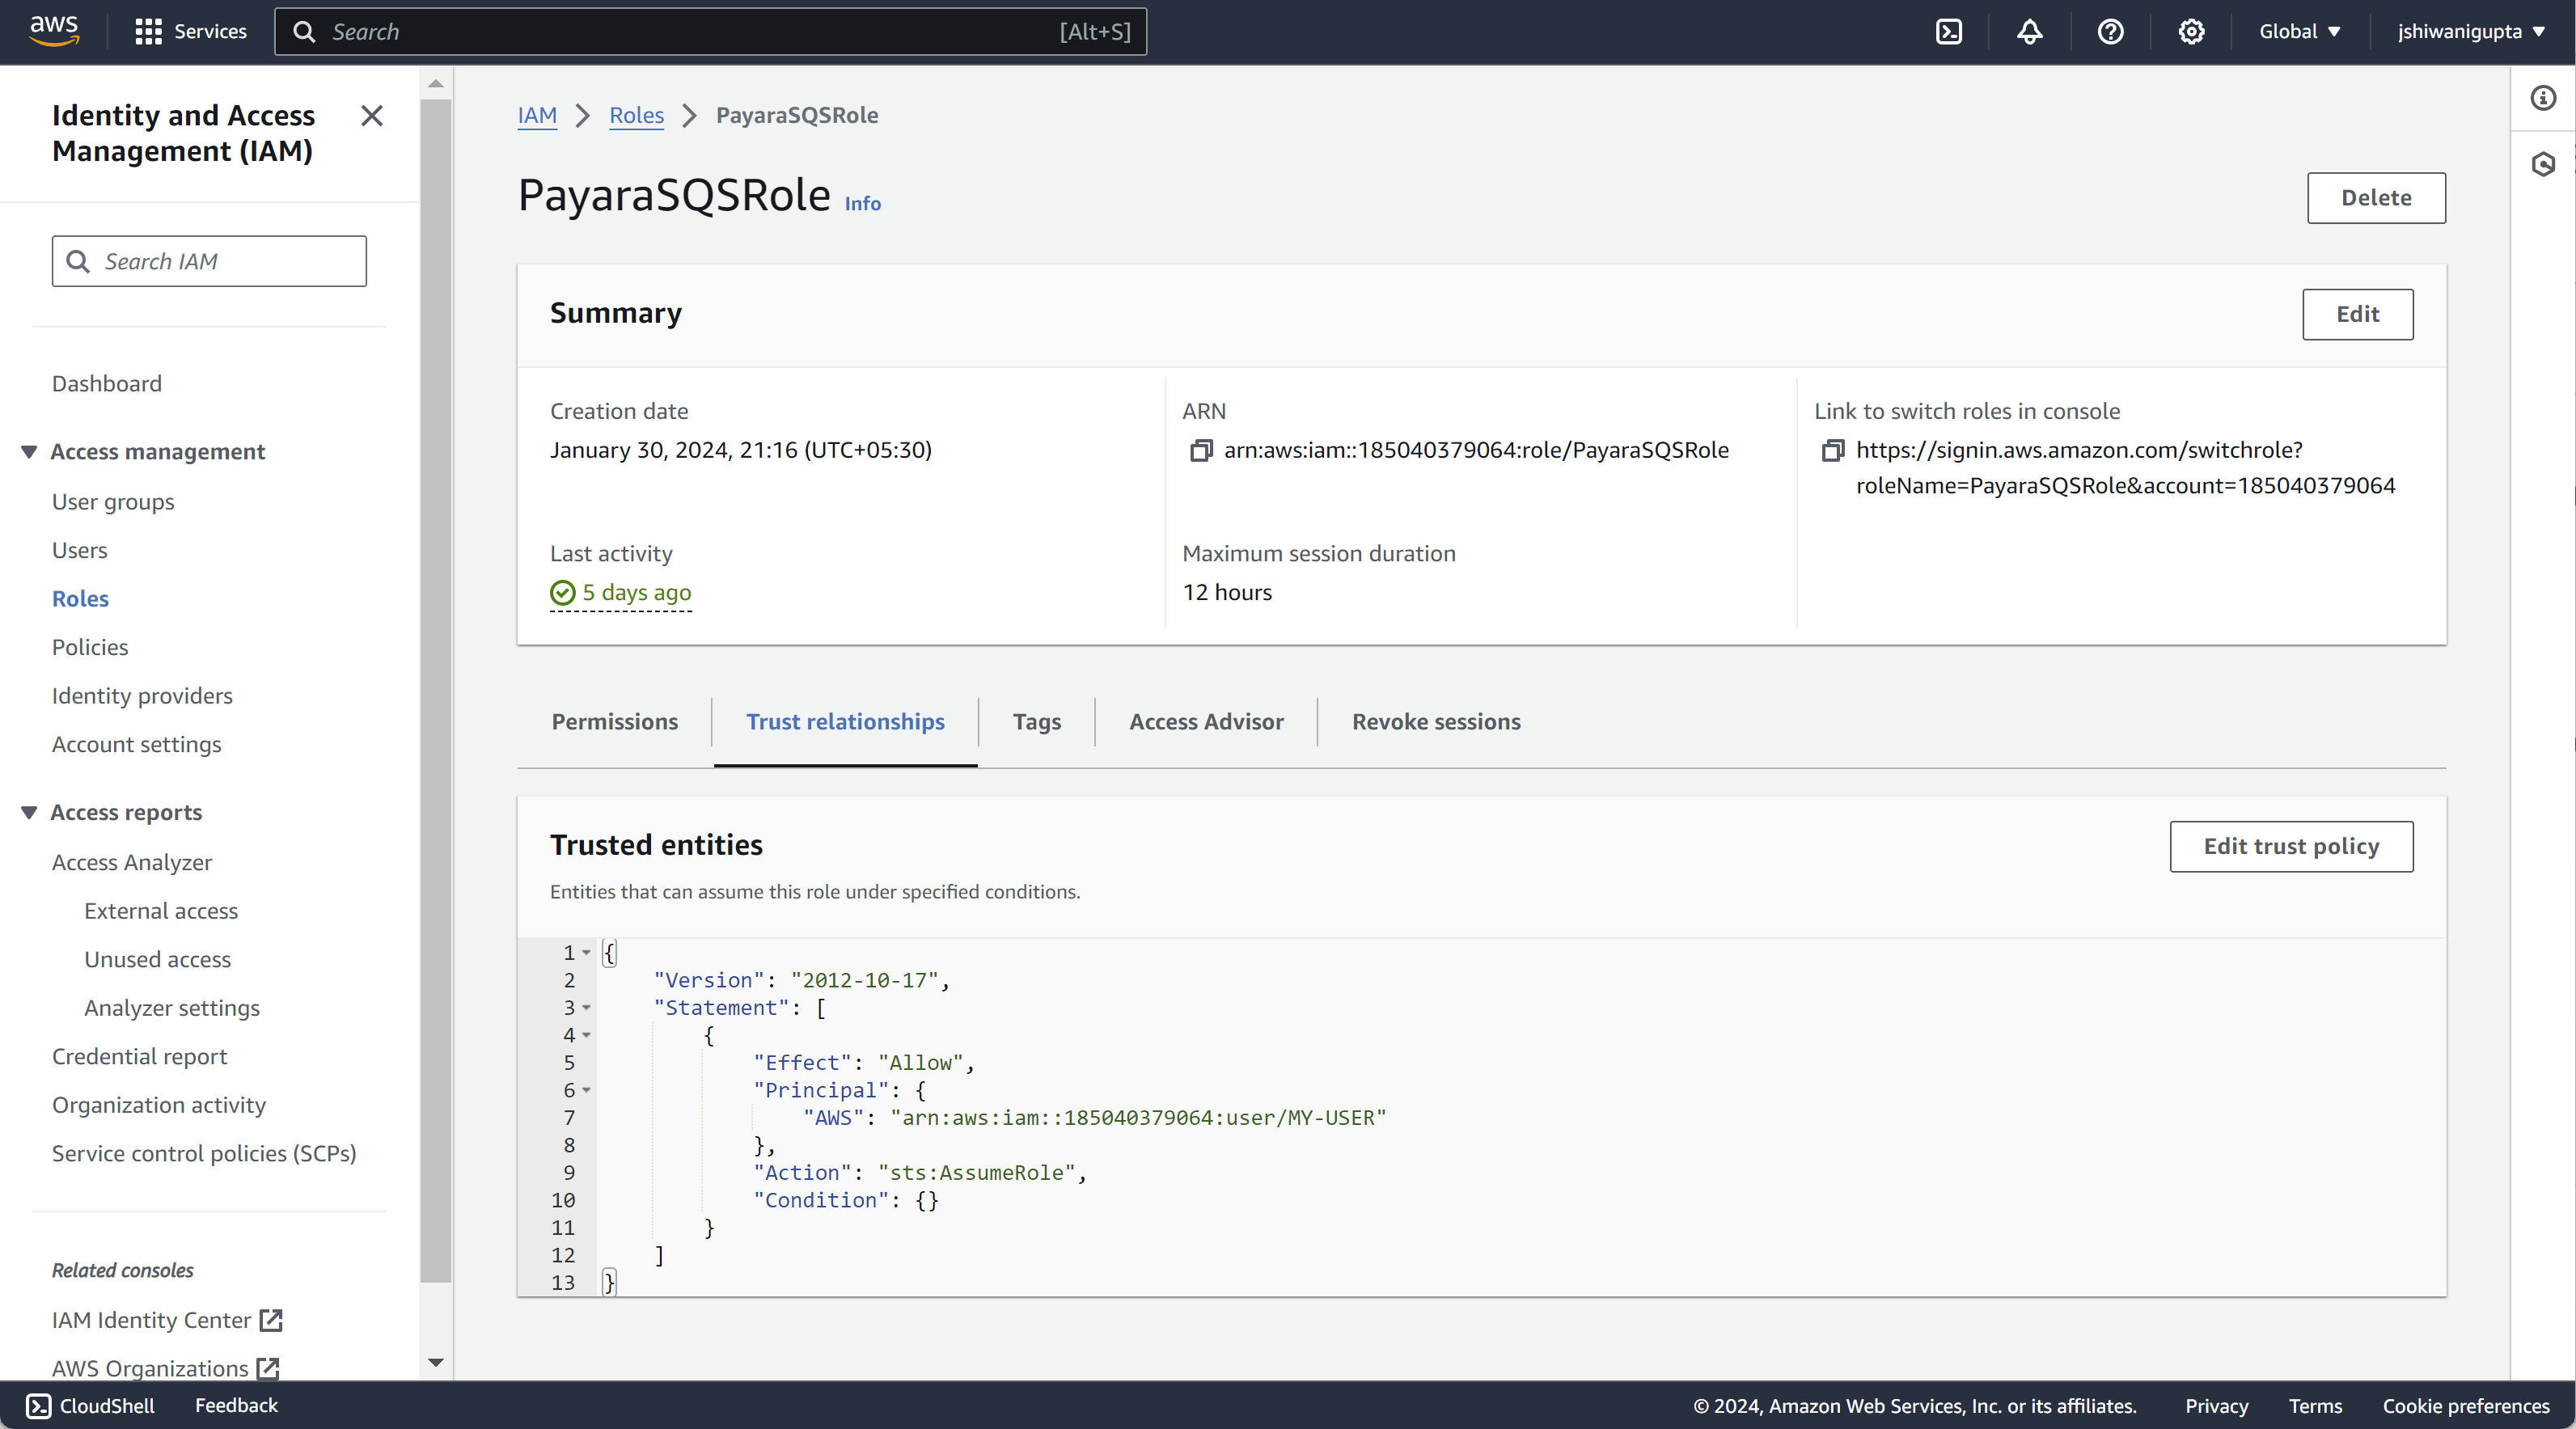 aws
Services
Search
[Alt+S]
Global
jshiwanigupta
Identity and Access
Management (IAM)
Search IAM
Dashboard
Access management
User groups
Users
Roles
Policies
Identity providers
Account settings
Access reports
Access Analyzer
External access
Unused access
Analyzer settings
Credential report
Organization activity
Service control policies (SCPs)
Related consoles
IAM Identity Center
AWS Organizations
IAM > Roles > PayaraSQSRole
PayaraSQSRole Info
Delete
Summary
Edit
Creation date
January 30, 2024, 21:16 (UTC+05:30)
ARN
arn:aws:iam::185040379064:role/PayaraSQSRole
Link to switch roles in console
https://signin.aws.amazon.com/switchrole?
roleName=PayaraSQSRole&account=185040379064
Last activity
5 days ago
Maximum session duration
12 hours
Permissions
Trust relationships
Tags
Access Advisor
Revoke sessions
Trusted entities
Edit trust policy
Entities that can assume this role under specified conditions.
1 {
2 "Version": "2012-10-17",
3 "Statement": [
4 {
5 "Effect": "Allow",
6 "Principal": {
7 "AWS": "arn:aws:iam::185040379064:user/MY-USER"
8 },
9 "Action": "sts:AssumeRole",
10 "Condition": {}
11 }
12 ]
13 }
CloudShell
Feedback
© 2024, Amazon Web Services, Inc. or its affiliates.
Privacy
Terms
Cookie preferences